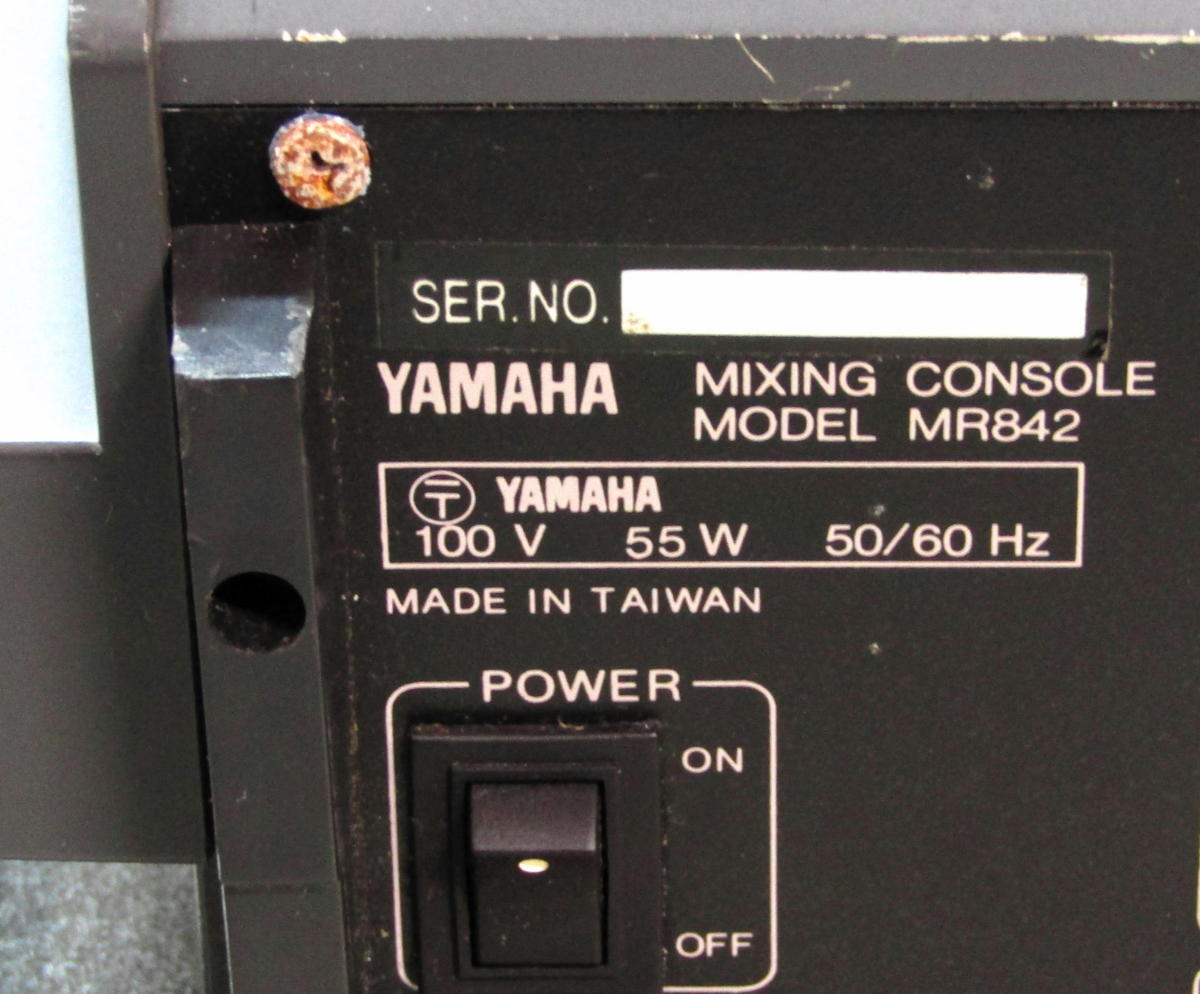 SER. NO.
YAMAHA MIXING CONSOLE
MODEL MR842
YAMAHA
100 V 55 W 50/60 Hz
MADE IN TAIWAN
POWER
ON
OFF